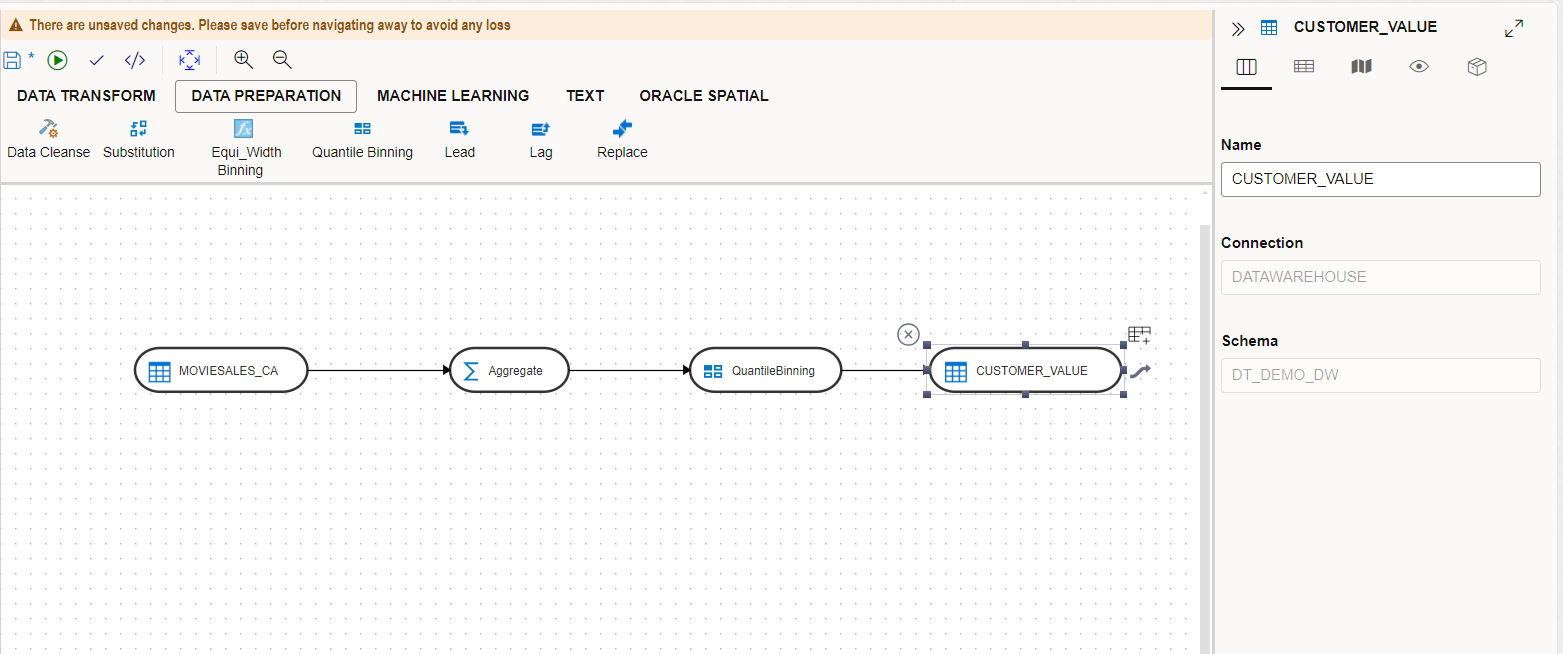 There are unsaved changes. Please save before navigating away to avoid any loss
*
DATA TRANSFORM
DATA PREPARATION
MACHINE LEARNING
TEXT
ORACLE SPATIAL
Data Cleanse
Substitution
Equi_Width
Binning
Quantile Binning
Lead
Lag
Replace
MOVIESALES_CA
Aggregate
QuantileBinning
CUSTOMER_VALUE
CUSTOMER_VALUE
Name
CUSTOMER_VALUE
Connection
DATAWAREHOUSE
Schema
DT_DEMO_DW